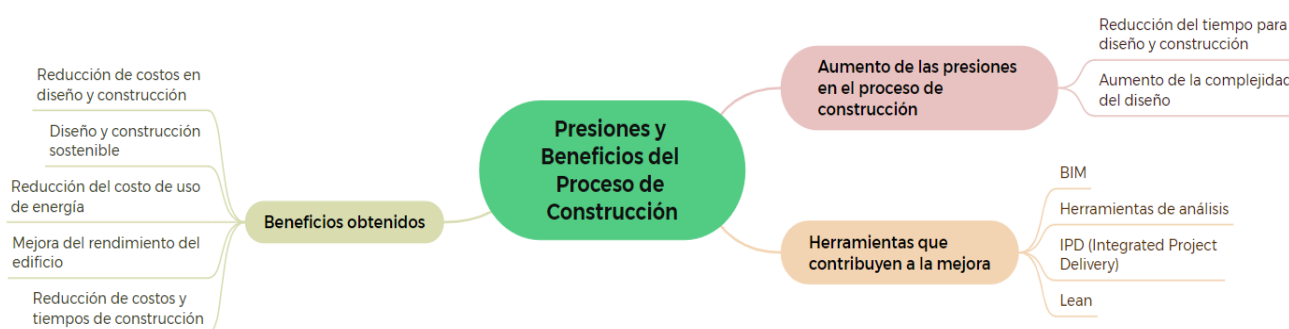 Presiones y
Beneficios del
Proceso de
Construcción
Aumento de las presiones
en el proceso de
construcción
Reducción del tiempo para
diseño y construcción
Aumento de la complejidad
del diseño
Herramientas que
contribuyen a la mejora
BIM
Herramientas de análisis
IPD (Integrated Project
Delivery)
Lean
Beneficios obtenidos
Reducción de costos en
diseño y construcción
Diseño y construcción
sostenible
Reducción del costo de uso
de energía
Mejora del rendimiento del
edificio
Reducción de costos y
tiempos de construcción